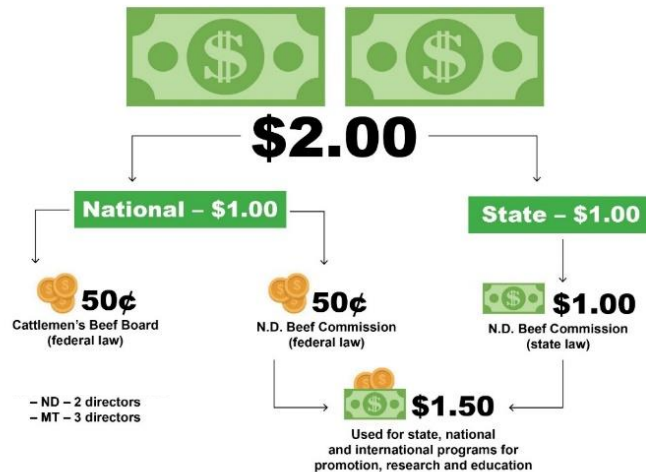 $2.00
National – $1.00
State – $1.00
50¢
Cattlemen's Beef Board
(federal law)
50¢
N.D. Beef Commission
(federal law)
$1.00
N.D. Beef Commission
(state law)
– ND – 2 directors
– MT – 3 directors
$1.50
Used for state, national
and international programs for
promotion, research and education